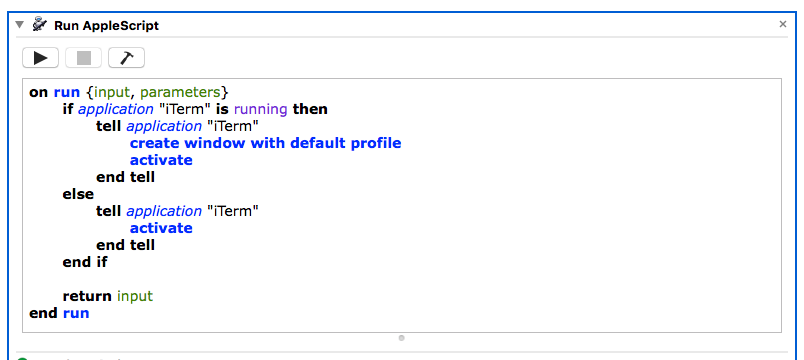 Run AppleScript
on run {input, parameters}
if application "iTerm" is running then
tell application "iTerm"
create window with default profile
activate
end tell
else
tell application "iTerm"
activate
end tell
end if
return input
end run